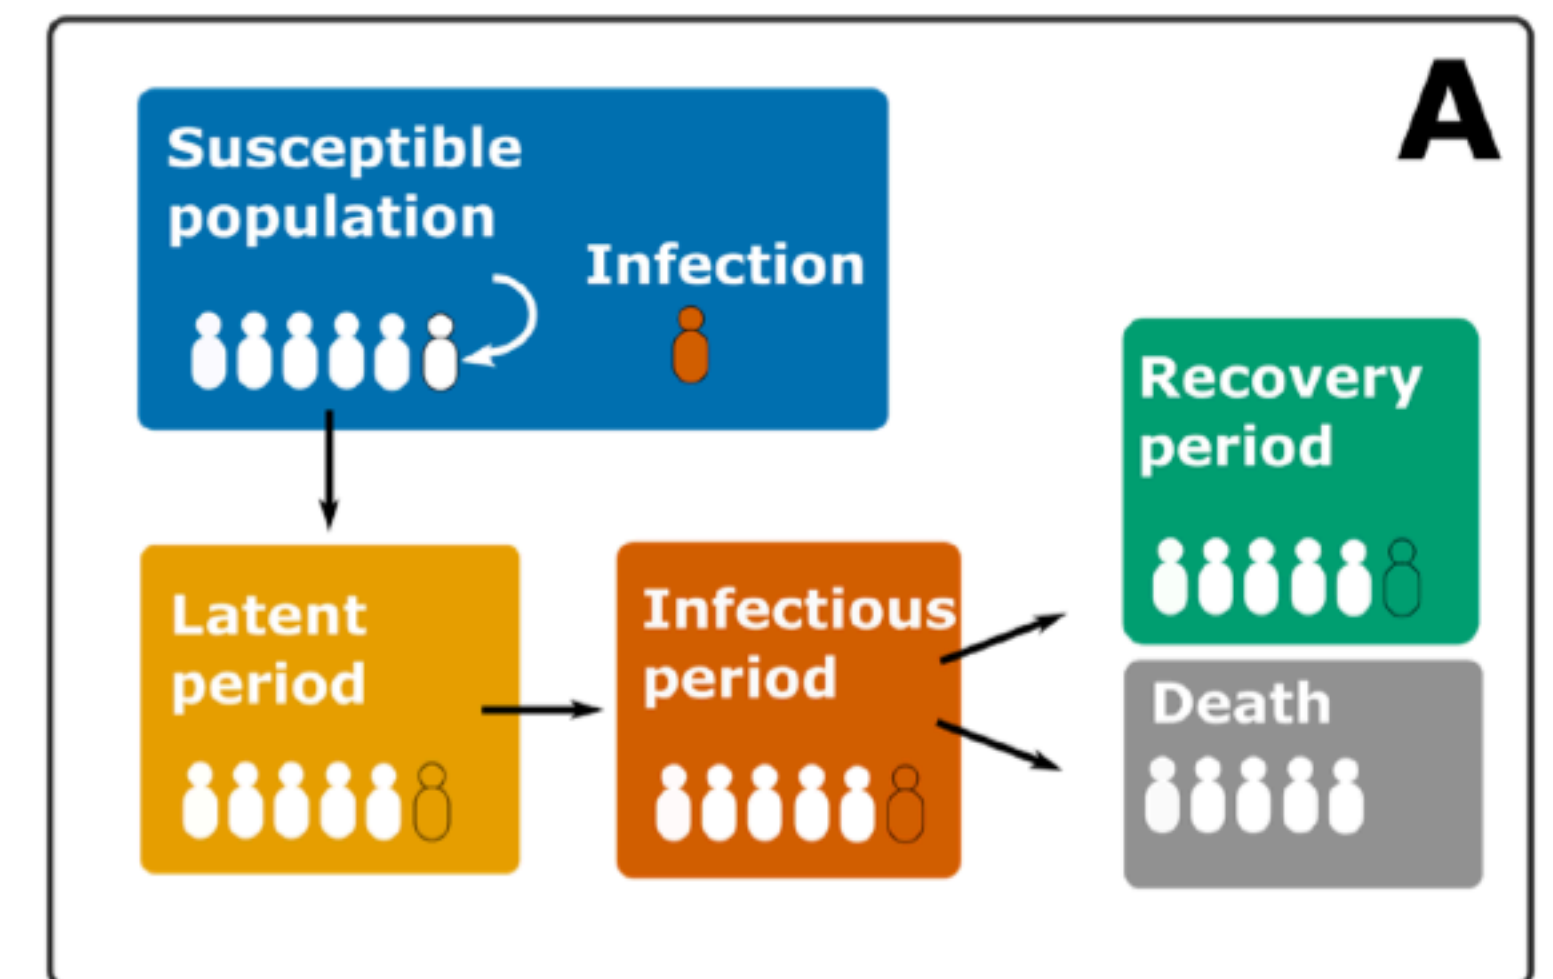 A
Susceptible
population
Infection
Recovery
period
Latent
period
Infectious
period
Death